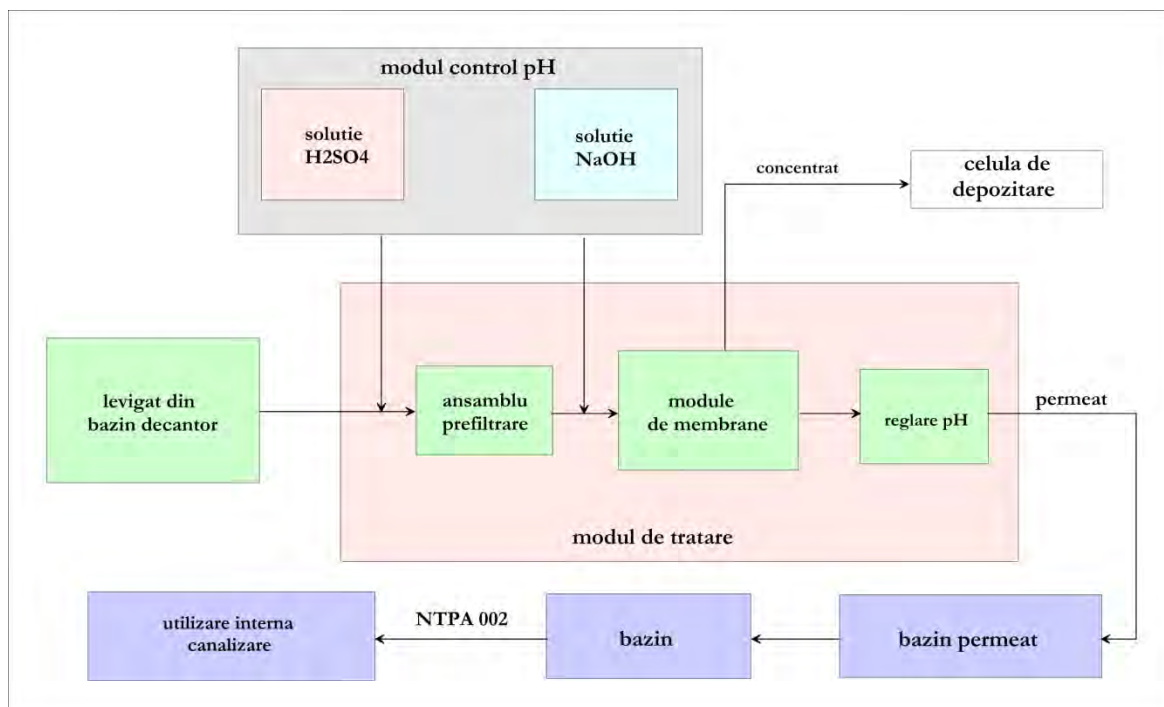 modul control pH
solutie
H2SO4
solutie
NaOH
concentrat
celula de
depozitare
levigat din
bazin decantor
ansamblu
prefiltrare
module
de membrane
reglare pH
permeat
modul de tratare
utilizare interna
canalizare
NTPA 002
bazin
bazin permeat